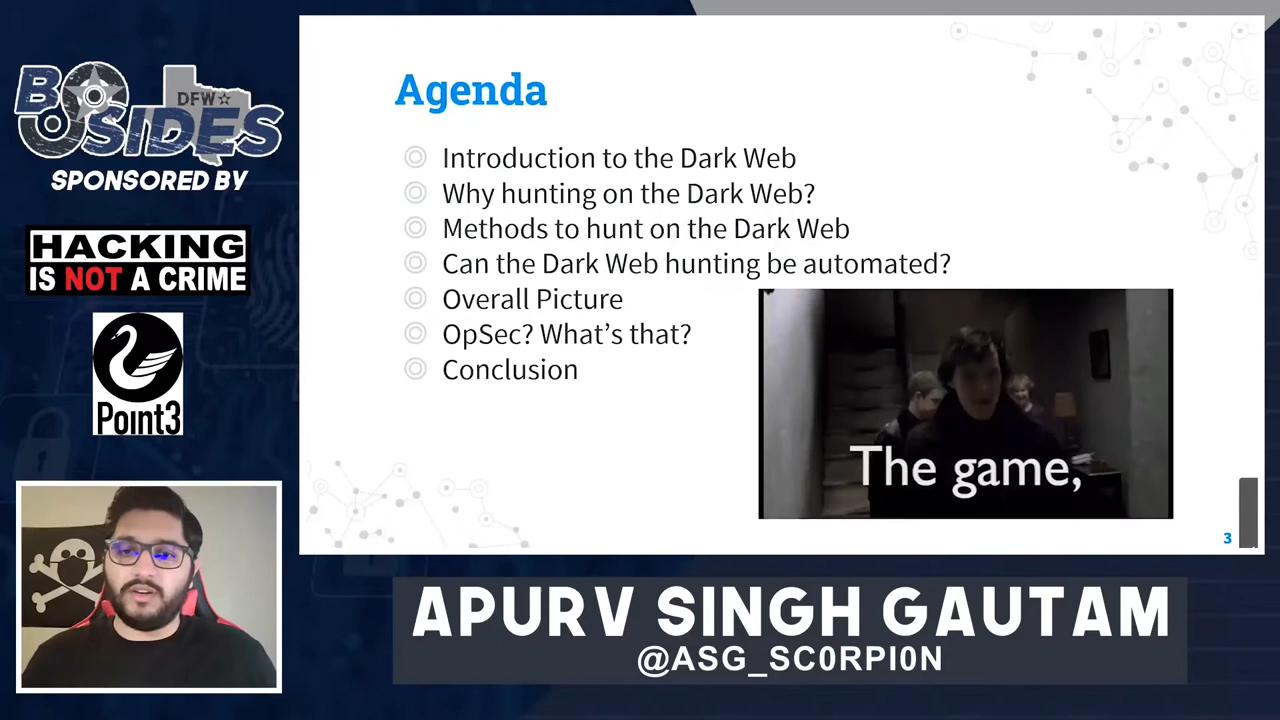 BSIDES
DFW
SPONSORED BY
HACKING
IS NOT A CRIME
Point3
Agenda
Introduction to the Dark Web
Why hunting on the Dark Web?
Methods to hunt on the Dark Web
Can the Dark Web hunting be automated?
Overall Picture
OpSec? What’s that?
Conclusion
The game,
3
APURV SINGH GAUTAM
@ASG_SC0RPI0N